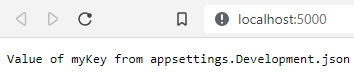 localhost:5000
Value of myKey from appsettings.Development.json